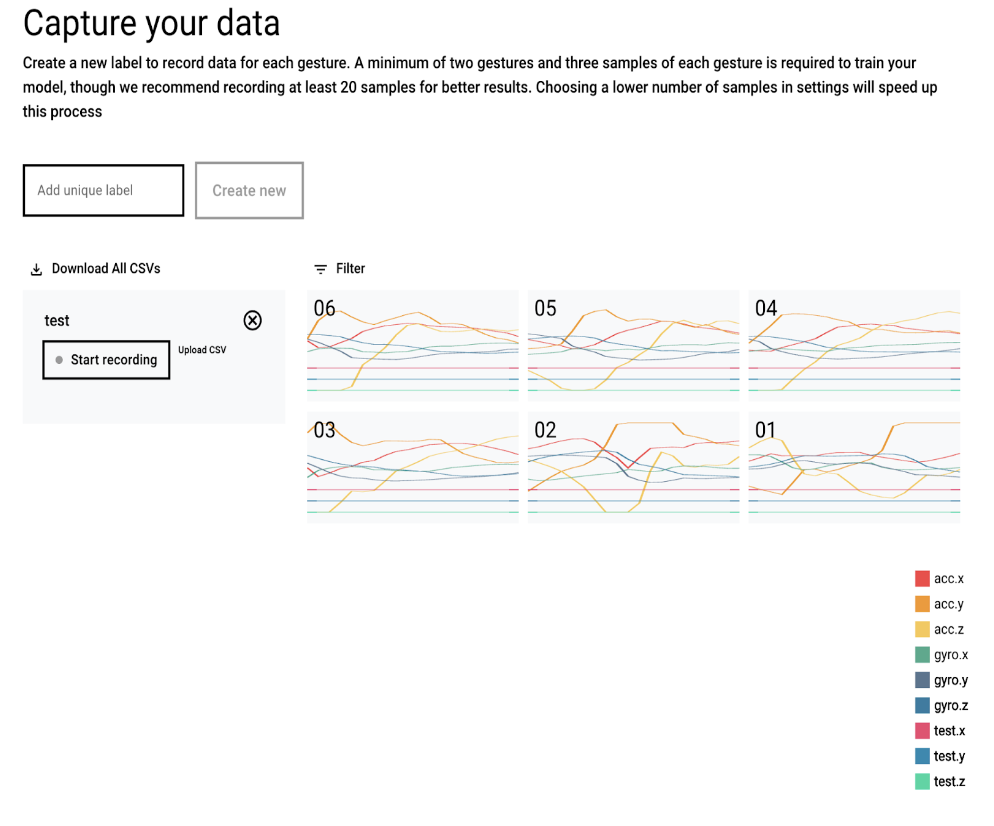 Capture your data
Create a new label to record data for each gesture. A minimum of two gestures and three samples of each gesture is required to train your
model, though we recommend recording at least 20 samples for better results. Choosing a lower number of samples in settings will speed up
this process
Add unique label
Create new
Download All CSVs
Filter
test
Start recording
Upload CSV
06
05
04
03
02
01
acc.x
acc.y
acc.z
gyro.x
gyro.y
gyro.z
test.x
test.y
test.z